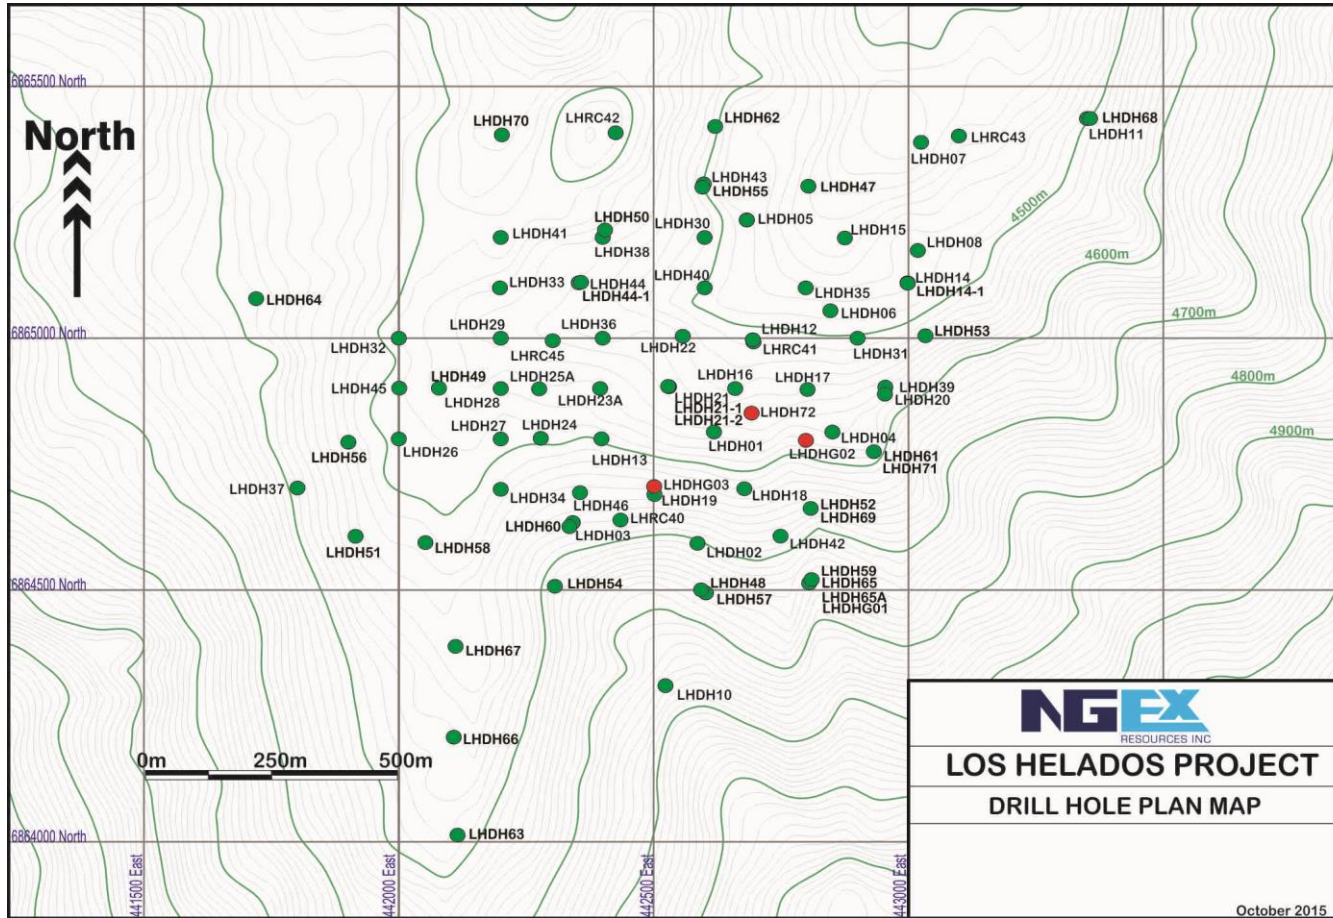 6865500 North
North
LHDH70
LHRC42
LHDH62
LHDH68
LHDH11
LHRC43
LHDH07
LHDH43
LHDH55
LHDH47
4500m
LHDH50
LHDH30
LHDH05
LHDH41
LHDH38
LHDH15
LHDH08
4600m
LHDH33
LHDH44
LHDH44-1
LHDH40
LHDH35
LHDH14
LHDH14-1
LHDH64
LHDH06
4700m
6865000 North
LHDH32
LHDH29
LHRC45
LHDH36
LHDH22
LHDH12
LHRC41
LHDH31
LHDH53
LHDH45
LHDH49
LHDH28
LHDH25A
LHDH23A
LHDH21
LHDH21-1
LHDH21-2
LHDH16
LHDH17
LHDH39
LHDH20
4800m
LHDH72
4900m
LHDH56
LHDH26
LHDH27
LHDH24
LHDH13
LHDH01
LHDHG02
LHDH04
LHDH61
LHDH71
LHDH37
LHDH34
LHDH46
LHDHG03
LHDH19
LHDH18
LHDH52
LHDH69
LHDH51
LHDH58
LHDH60
LHDH03
LHRC40
LHDH02
LHDH42
6864500 North
LHDH54
LHDH48
LHDH57
LHDH59
LHDH65
LHDH65A
LHDHG01
LHDH67
LHDH10
LHDH66
0m
250m
500m
LHDH63
6864000 North
441500 East
442000 East
442500 East
443000 East
NGEX
RESOURCES INC
LOS HELADOS PROJECT
DRILL HOLE PLAN MAP
October 2015